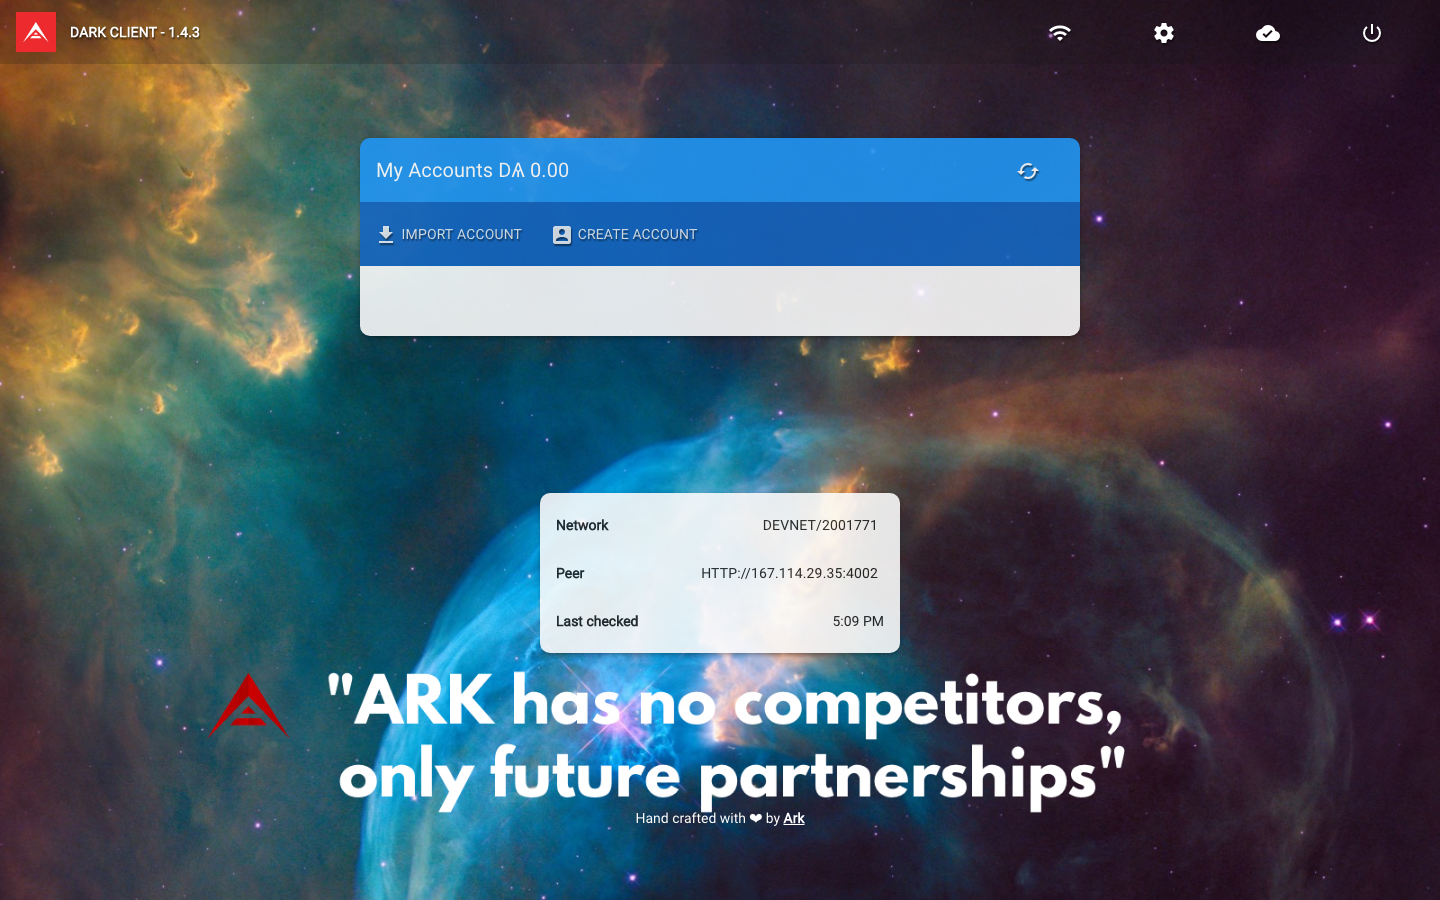 DARK CLIENT - 1.4.3
My Accounts DѦ 0.00
IMPORT ACCOUNT
CREATE ACCOUNT
Network DEVNET/2001771
Peer HTTP://167.114.29.35:4002
Last checked 5:09 PM
"ARK has no competitors,
only future partnerships"
Hand crafted with ❤ by Ark